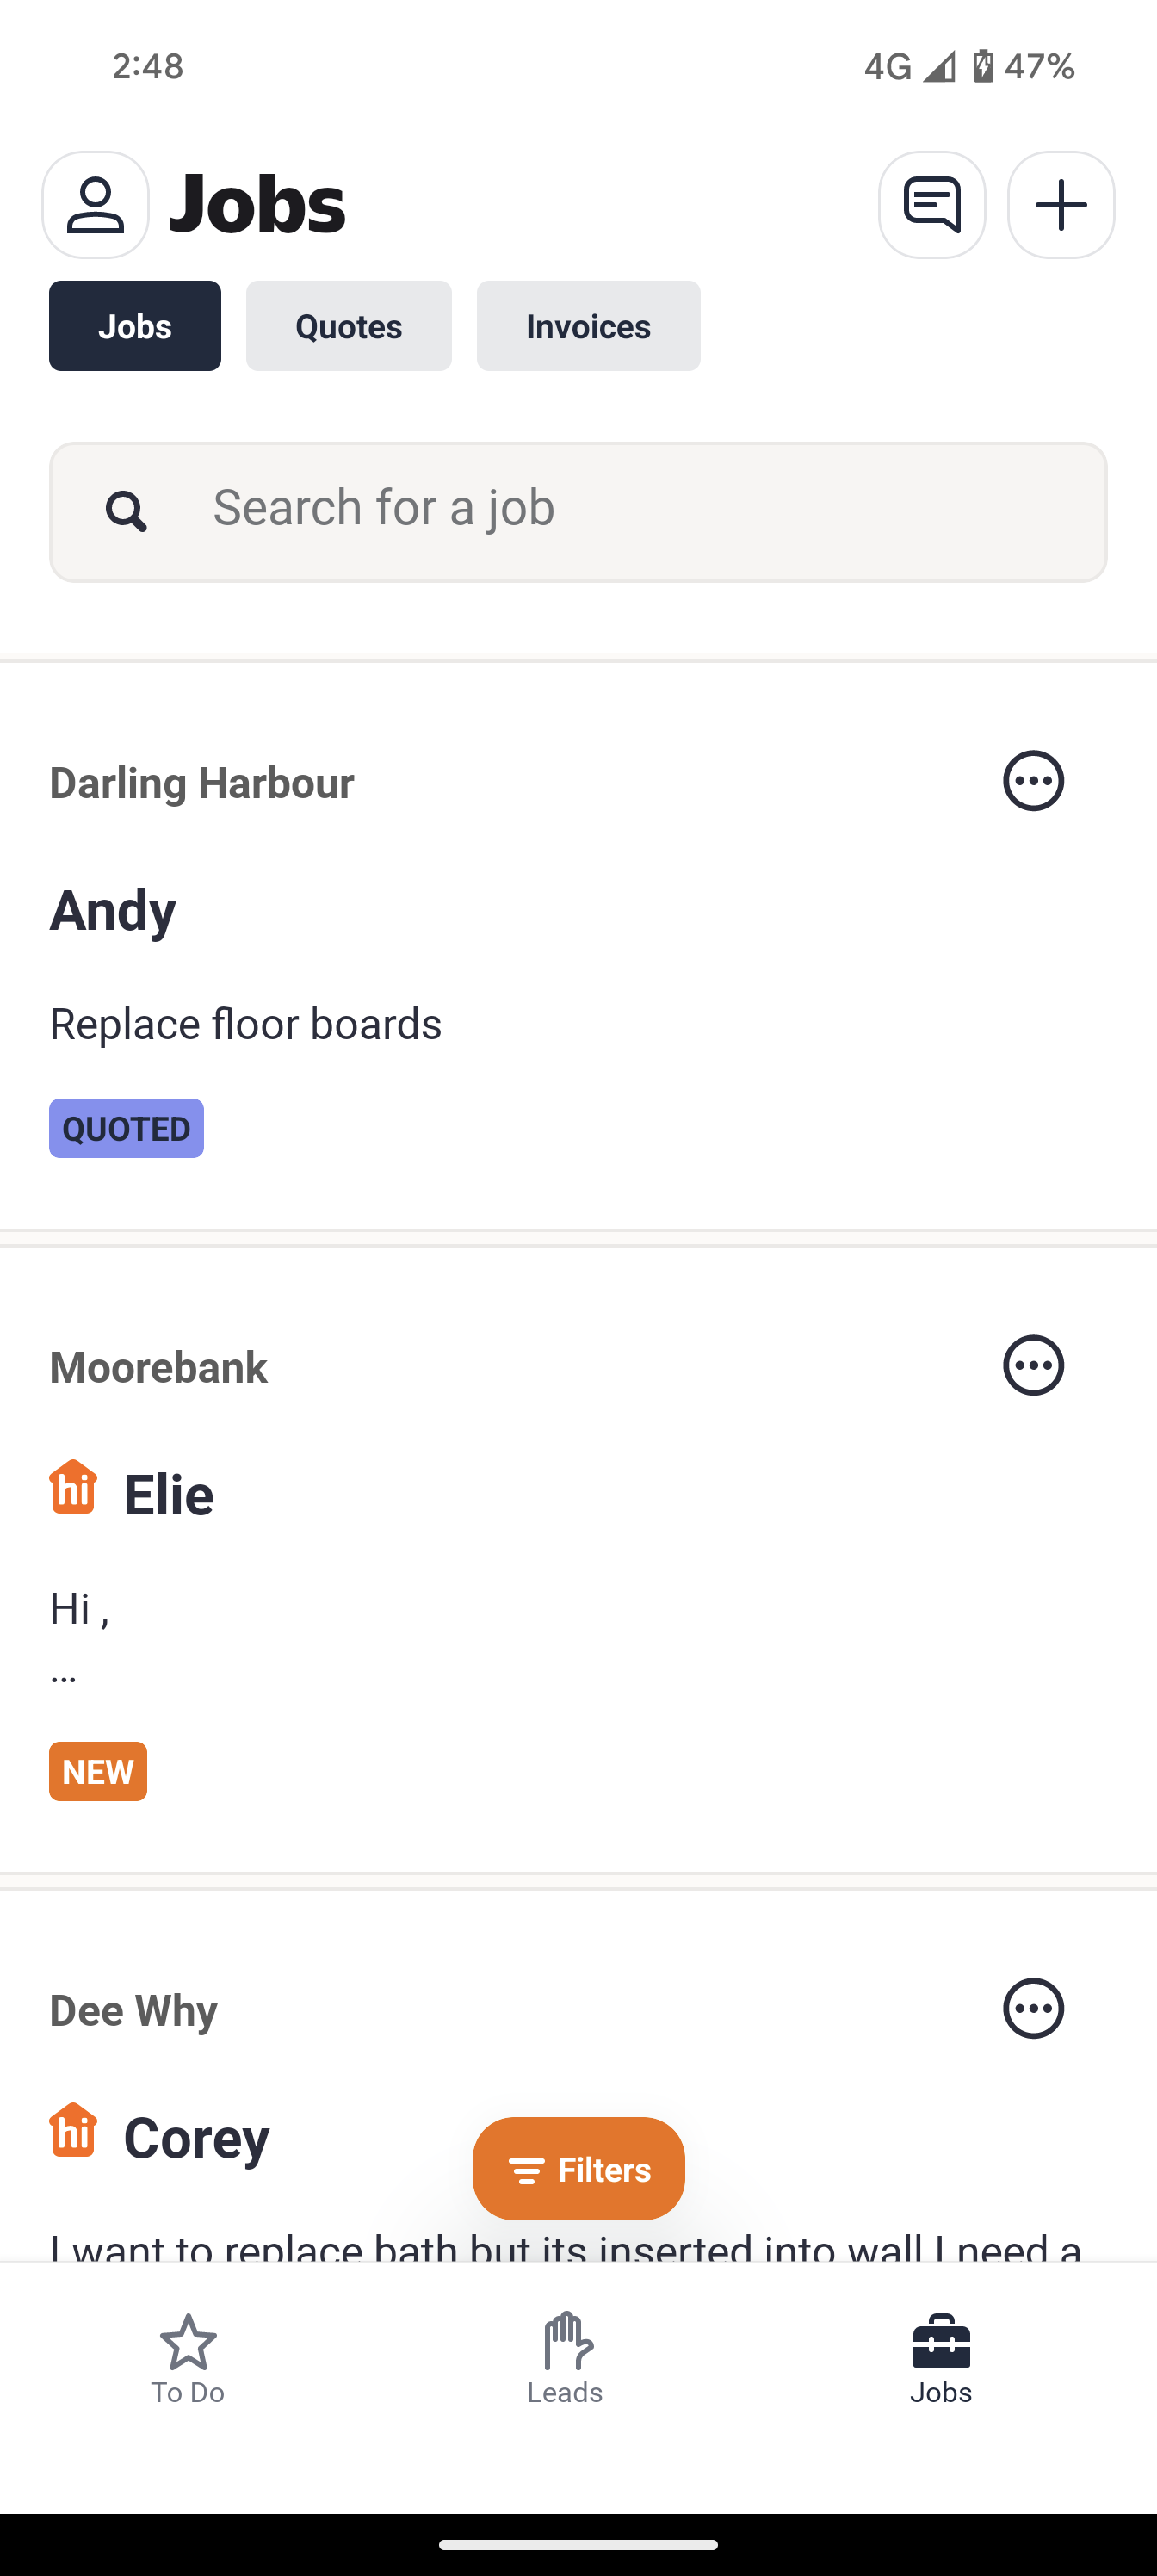 2:48
4G 47%
Jobs
Jobs Quotes Invoices
Search for a job
Darling Harbour
Andy
Replace floor boards
QUOTED
Moorebank
hi Elie
Hi ,
...
NEW
Dee Why
hi Corey
Filters
I want to replace bath but its inserted into wall I need a
To Do Leads Jobs